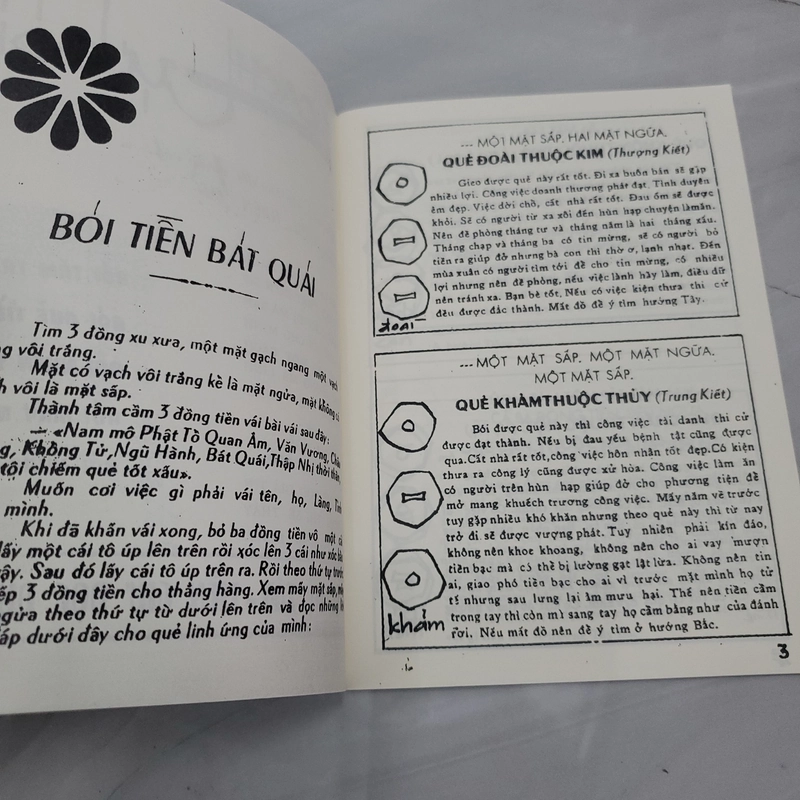 BÓI TIỀN BÁT QUÁI
Tìm 3 đồng xu xưa, một mặt gạch ngang một vạch
vôi trắng.
Mặt có vạch vôi trắng kè là mặt ngửa, mặt không có
vôi là mặt sấp.
Thành tâm cầm 3 đồng tiền vái bài vái sau đây:
— «Nam mô Phật Tổ Quan Âm, Văn Vương,
Khổng Tử, Ngũ Hành, Bát Quái, Thập Nhị thời thần,
tôi chiếm quẻ tốt xấu».
Muốn cơi việc gì phải vái tên, họ, Làng,
mình.
Khi đã khấn vái xong, bỏ ba đồng tiền vô một
lấy một cái tô úp lên trên rồi xóc lên 3 cái như xóc
vậy. Sau đó lấy cái tô úp trên ra. Rồi theo thứ tự trước
xếp 3 đồng tiền cho thẳng hàng. Xem mấy mặt sấp,
ngửa theo thứ tự từ dưới lên trên và đọc những
đáp dưới đây cho quẻ linh ứng của mình:
... MỘT MẶT SẤP. HAI MẶT NGỮA.
QUẺ ĐOÀI THUỘC KIM (Thượng Kiết)
Gieo được quẻ này rất tốt. Đi xa buôn bán sẽ gặp
nhiều lợi. Công việc doanh thương phát đạt. Tình duyên
êm đẹp. Việc dời chỗ, cất nhà rất tốt. Đau ốm sẽ được
khỏi. Sẽ có người từ xa xôi đến hùn hạp chuyện làmăn.
Nên đề phòng tháng tư và tháng năm là hai tháng xấu.
Tháng chạp và tháng ba có tin mừng, sẽ có người bỏ
tiền ra giúp đỡ nhưng bà con thì thờ ơ, lạnh nhạt. Đến
mùa xuân có người tìm tới để cho tin mừng, có nhiều
lợi nhưng nên đề phòng, nếu việc lành hãy làm, điều dữ
nên tránh xa. Bạn bè tốt. Nếu có việc kiện thưa thi cử
đều được đắc thành. Mất đồ để ý tìm hướng Tây.
đoài
... MỘT MẶT SẤP. MỘT MẶT NGỮA.
MỘT MẶT SẤP.
QUẺ KHÀMTHUỘC THỦY (Trung Kiết)
Bói được quẻ này thì công việc tài danh thi cử
được đạt thành. Nếu bị đau yếu bệnh tật cũng được
qua.Cất nhà rất tốt,công việc hôn nhân tốt đẹp.Có kiện
thưa ra công lý cũng được xử hòa. Công việc làm ăn
có người trên hùn hạp giúp đỡ cho phương tiện để
mở mang khuếch trương công việc. Mấy năm về trước
tuy gặp nhiều khó khăn nhưng theo quẻ này thì từ nay
trở đi sẽ được vượng phát. Tuy nhiên phải kín đáo,
không nên khoe khoang, không nên cho ai vay mượn
tiền bạc mà có thể bị lường gạt lật lừa. Không nên tin
ai, giao phó tiền bạc cho ai vì trước mặt mình họ tử
tế nhưng sau lưng lại âm mưu hại. Thế nên tiền cầm
trong tay thì còn mà sang tay họ cầm bằng như của đánh
rơi. Nếu mất đồ nên để ý tìm ở hướng Bắc.
khảm
3